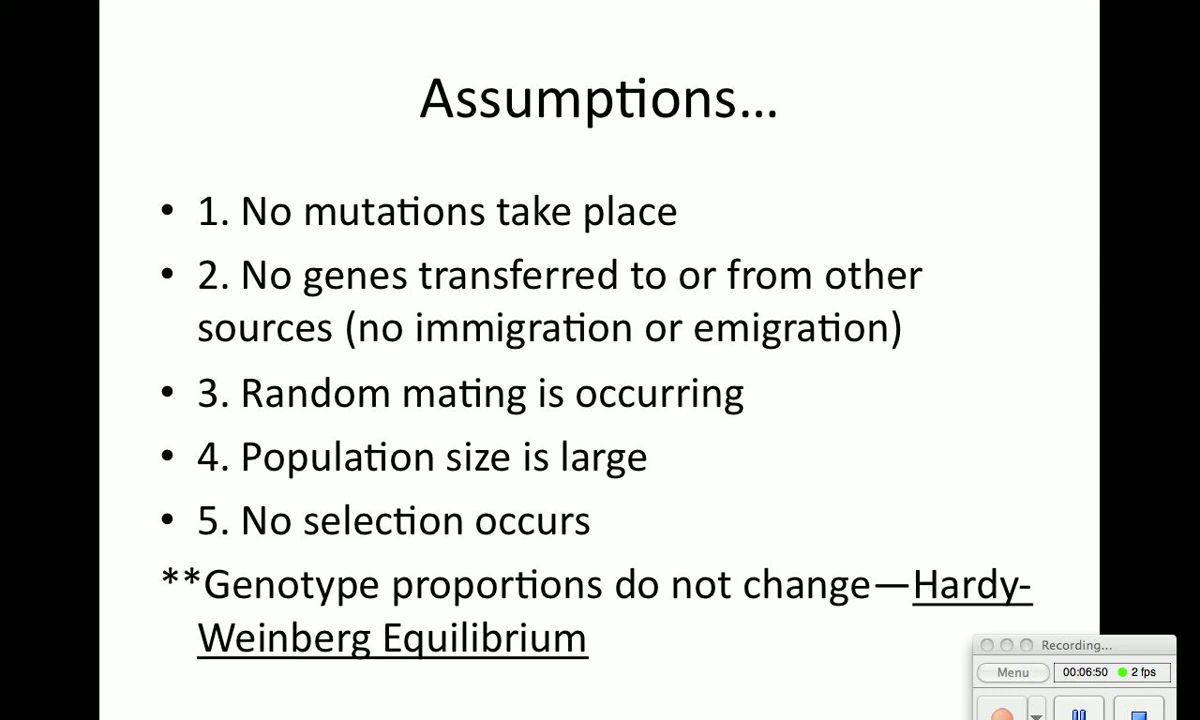 Assumptions...
• 1. No mutations take place
• 2. No genes transferred to or from other
sources (no immigration or emigration)
• 3. Random mating is occurring
• 4. Population size is large
• 5. No selection occurs
**Genotype proportions do not change—Hardy-
Weinberg Equilibrium
Recording...
Menu 00:06:50 2 fps